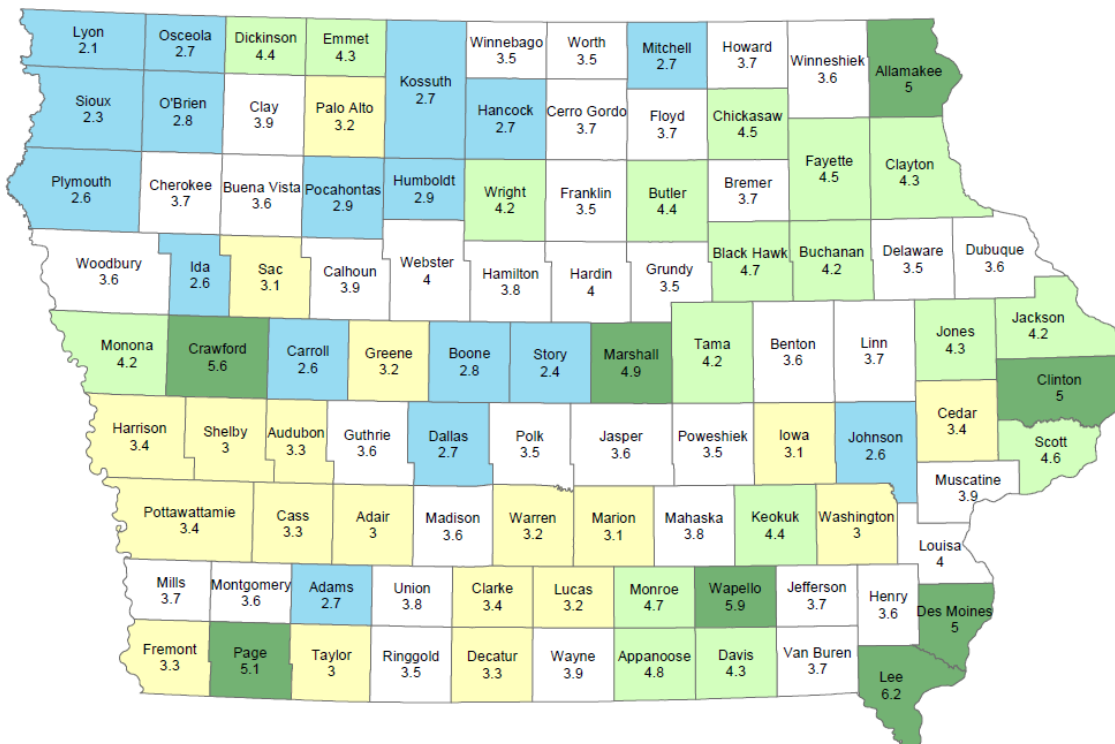 Lyon
2.1
Osceola
2.7
Dickinson
4.4
Emmet
4.3
Kossuth
2.7
Winnebago
3.5
Worth
3.5
Mitchell
2.7
Howard
3.7
Winneshiek
3.6
Allamakee
5
Sioux
2.3
O'Brien
2.8
Clay
3.9
Palo Alto
3.2
Hancock
2.7
Cerro Gordo
3.7
Floyd
3.7
Chickasaw
4.5
Fayette
4.5
Clayton
4.3
Plymouth
2.6
Cherokee
3.7
Buena Vista
3.6
Pocahontas
2.9
Humboldt
2.9
Wright
4.2
Franklin
3.5
Butler
4.4
Bremer
3.7
Woodbury
3.6
Ida
2.6
Sac
3.1
Calhoun
3.9
Webster
4
Hamilton
3.8
Hardin
4
Grundy
3.5
Black Hawk
4.7
Buchanan
4.2
Delaware
3.5
Dubuque
3.6
Monona
4.2
Crawford
5.6
Carroll
2.6
Greene
3.2
Boone
2.8
Story
2.4
Marshall
4.9
Tama
4.2
Benton
3.6
Linn
3.7
Jones
4.3
Jackson
4.2
Clinton
5
Harrison
3.4
Shelby
3
Audubon
3.3
Guthrie
3.6
Dallas
2.7
Polk
3.5
Jasper
3.6
Poweshiek
3.5
Iowa
3.1
Johnson
2.6
Cedar
3.4
Scott
4.6
Muscatine
3.9
Pottawattamie
3.4
Cass
3.3
Adair
3
Madison
3.6
Warren
3.2
Marion
3.1
Mahaska
3.8
Keokuk
4.4
Washington
3
Louisa
4
Mills
3.7
Montgomery
3.6
Adams
2.7
Union
3.8
Clarke
3.4
Lucas
3.2
Monroe
4.7
Wapello
5.9
Jefferson
3.7
Henry
3.6
Des Moines
5
Fremont
3.3
Page
5.1
Taylor
3
Ringgold
3.5
Decatur
3.3
Wayne
3.9
Appanoose
4.8
Davis
4.3
Van Buren
3.7
Lee
6.2